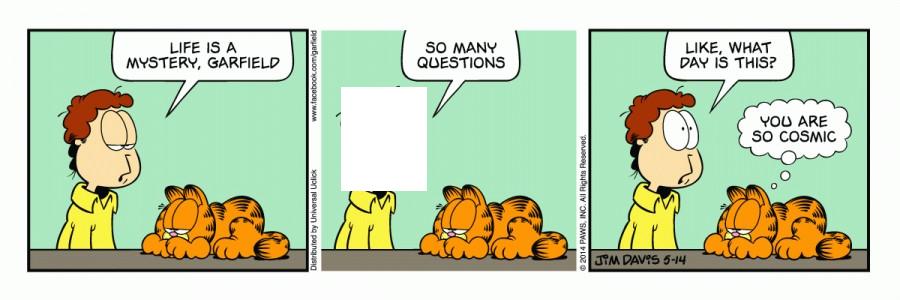 LIFE IS A
MYSTERY, GARFIELD
www.facebook.com/garfield
Distributed by Universal Uclick
SO MANY
QUESTIONS
© 2014 PAWS, INC. All Rights Reserved.
LIKE, WHAT
DAY IS THIS?
YOU ARE
SO COSMIC
JIM DAVIS 5-14